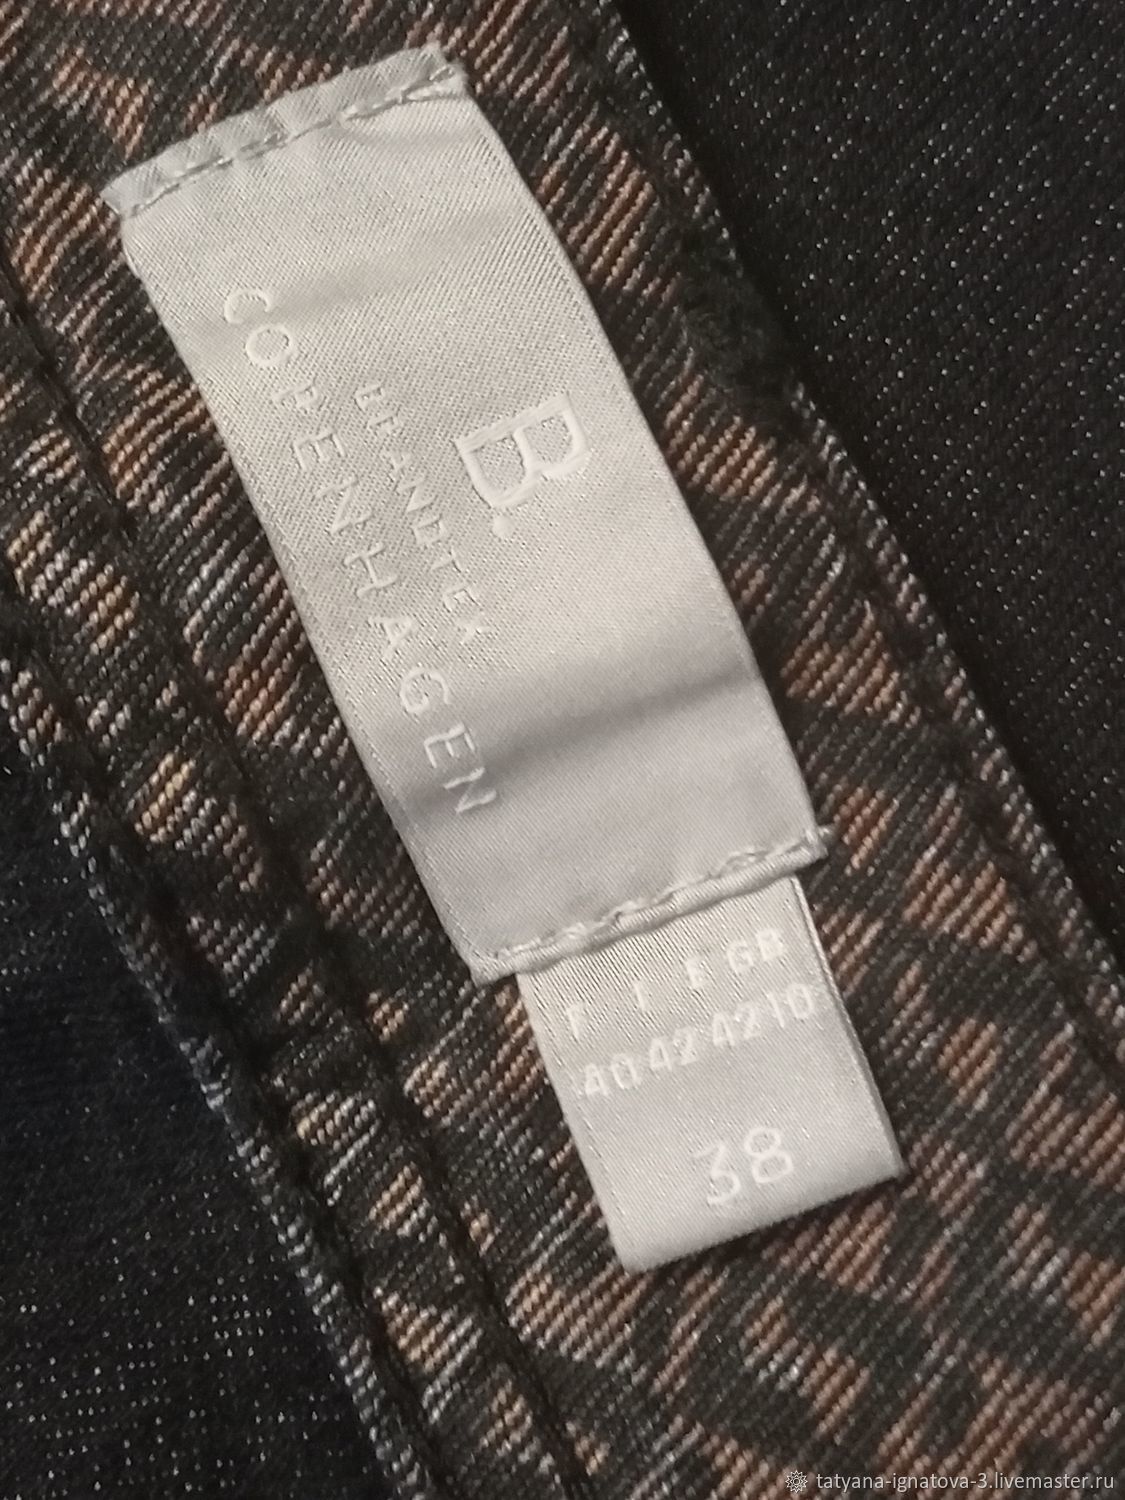 B.
BRANDTEX
COPENHAGEN
F I E GB
40 42 42 10
38
tatyana-ignatova-3.livemaster.ru